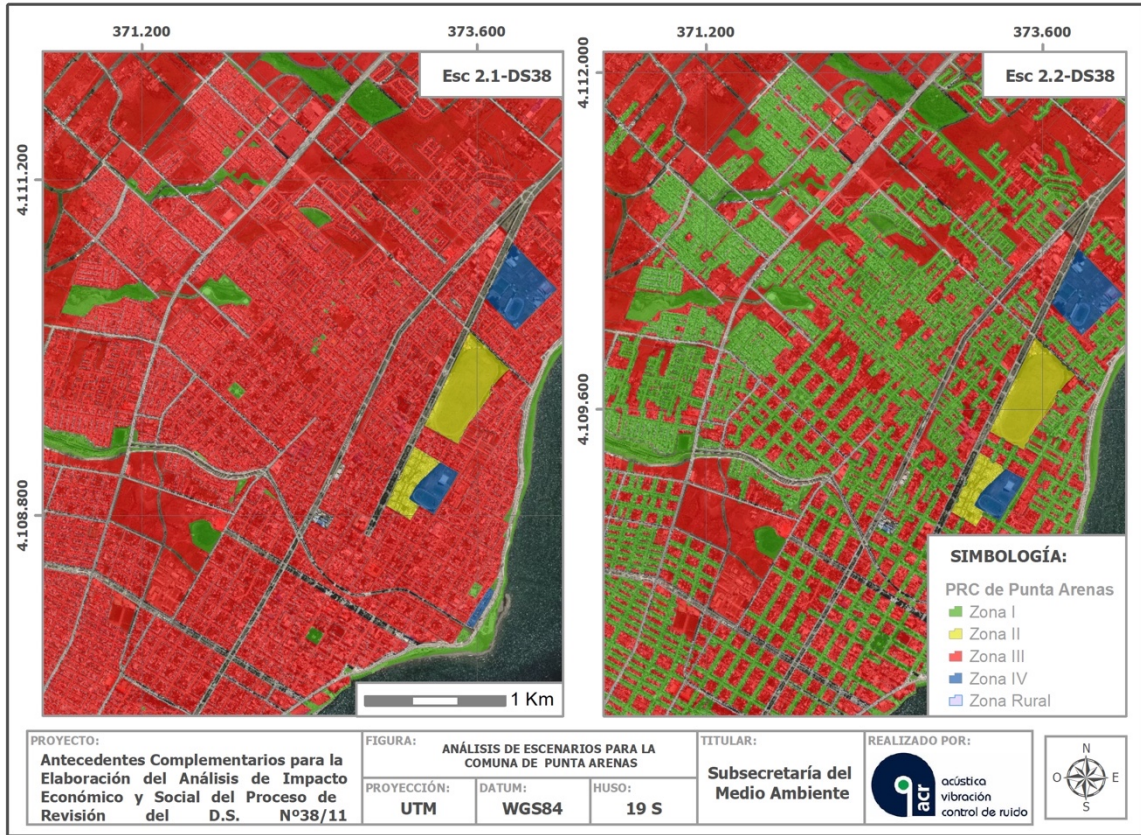 371.200
373.600
371.200
373.600
Esc 2.1-DS38
Esc 2.2-DS38
4.111.200
4.108.800
4.112.000
4.109.600
1 Km
SIMBOLOGÍA:
PRC de Punta Arenas
Zona I
Zona II
Zona III
Zona IV
Zona Rural
PROYECTO:
Antecedentes Complementarios para la
Elaboración del Análisis de Impacto
Económico y Social del Proceso de
Revisión del D.S. Nº38/11
FIGURA:
ANÁLISIS DE ESCENARIOS PARA LA
COMUNA DE PUNTA ARENAS
PROYECCIÓN:
UTM
DATUM:
WGS84
HUSO:
19 S
TITULAR:
Subsecretaría del
Medio Ambiente
REALIZADO POR:
acr
acústica
vibración
control de ruido
N
O
E
S